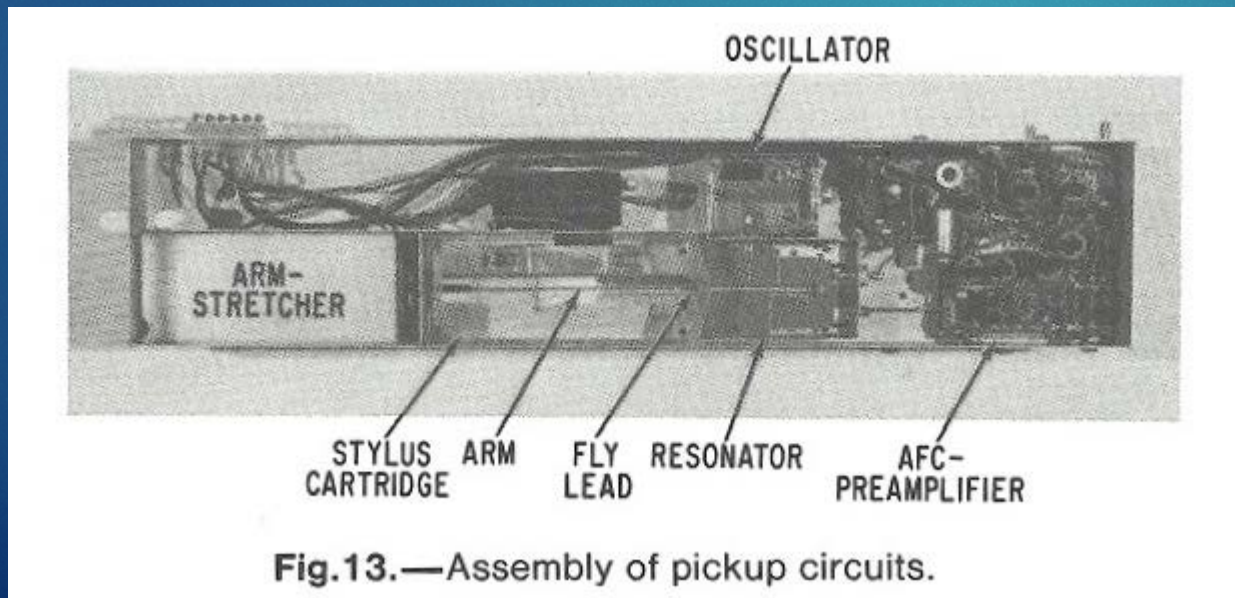 OSCILLATOR
ARM-
STRETCHER
STYLUS
CARTRIDGE
ARM
FLY
LEAD
RESONATOR
AFC-
PREAMPLIFIER
Fig.13.—Assembly of pickup circuits.